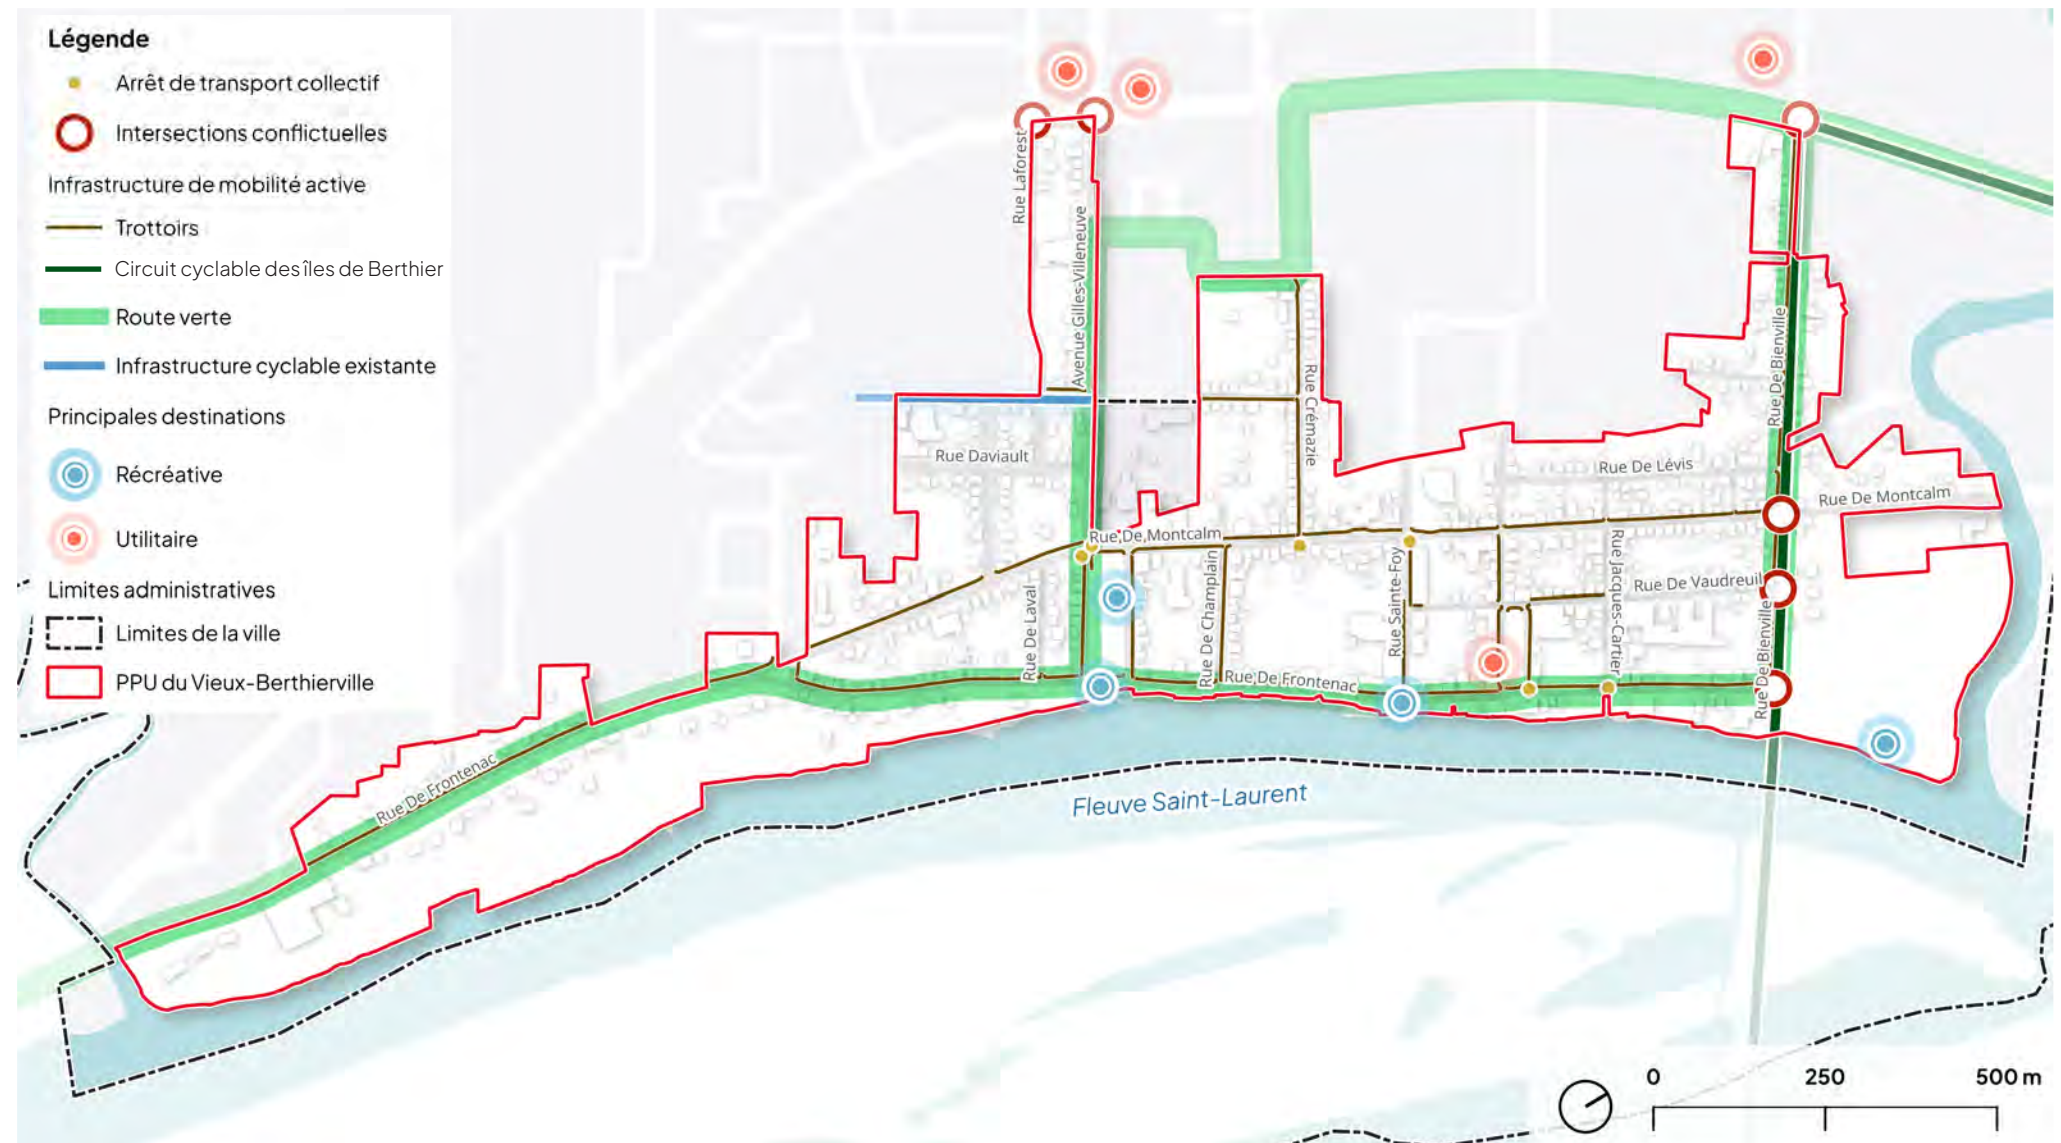 Légende
Arrêt de transport collectif
Intersections conflictuelles
Infrastructure de mobilité active
Trottoirs
Circuit cyclable des îles de Berthier
Route verte
Infrastructure cyclable existante
Principales destinations
Récréative
Utilitaire
Limites administratives
Limites de la ville
PPU du Vieux-Berthierville
Rue Laforest
Avenue Gilles-Villeneuve
Rue Crémazie
Rue De Bienville
Rue Daviault
Rue De Lévis
Rue De Montcalm
Rue De Montcalm
Rue De Laval
Rue De Champlain
Rue Sainte-Foy
Rue Jacques-Cartier
Rue De Vaudreuil
Rue De Bienville
Rue De Frontenac
Rue De Frontenac
Fleuve Saint-Laurent
0 250 500 m